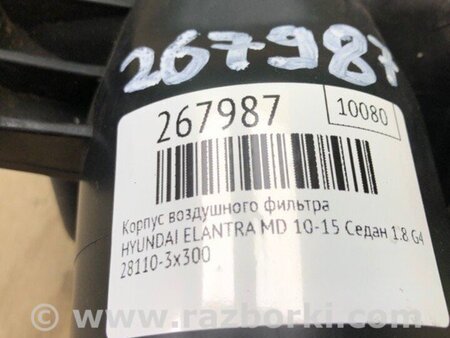 267987
267987
10080
Корпус воздушного фильтра
HYUNDAI ELANTRA MD 10-15 Седан 1.8 G4
28110-3x300
www.razborki.com